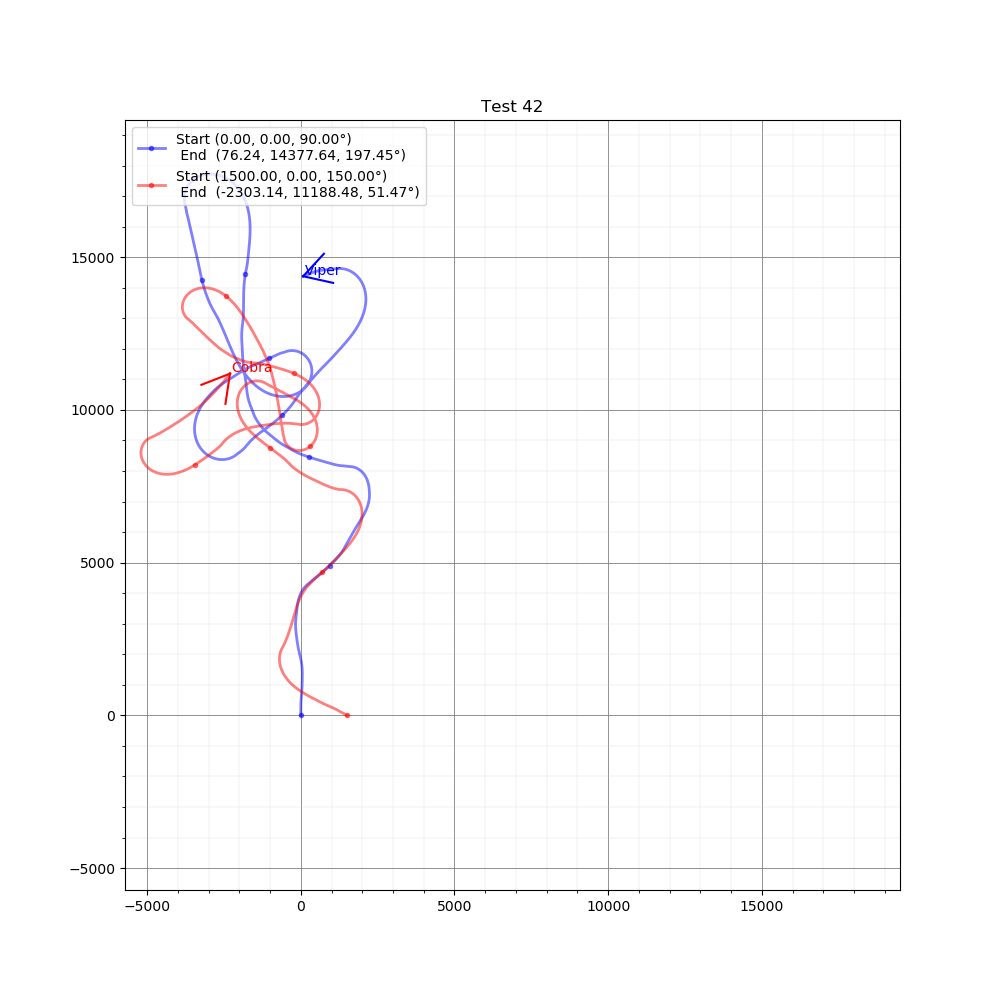 Test 42
Start (0.00, 0.00, 90.00°)
End  (76.24, 14377.64, 197.45°)
Start (1500.00, 0.00, 150.00°)
End  (-2303.14, 11188.48, 51.47°)
15000
Viper
Cobra
10000
5000
0
−5000
−5000 0 5000 10000 15000